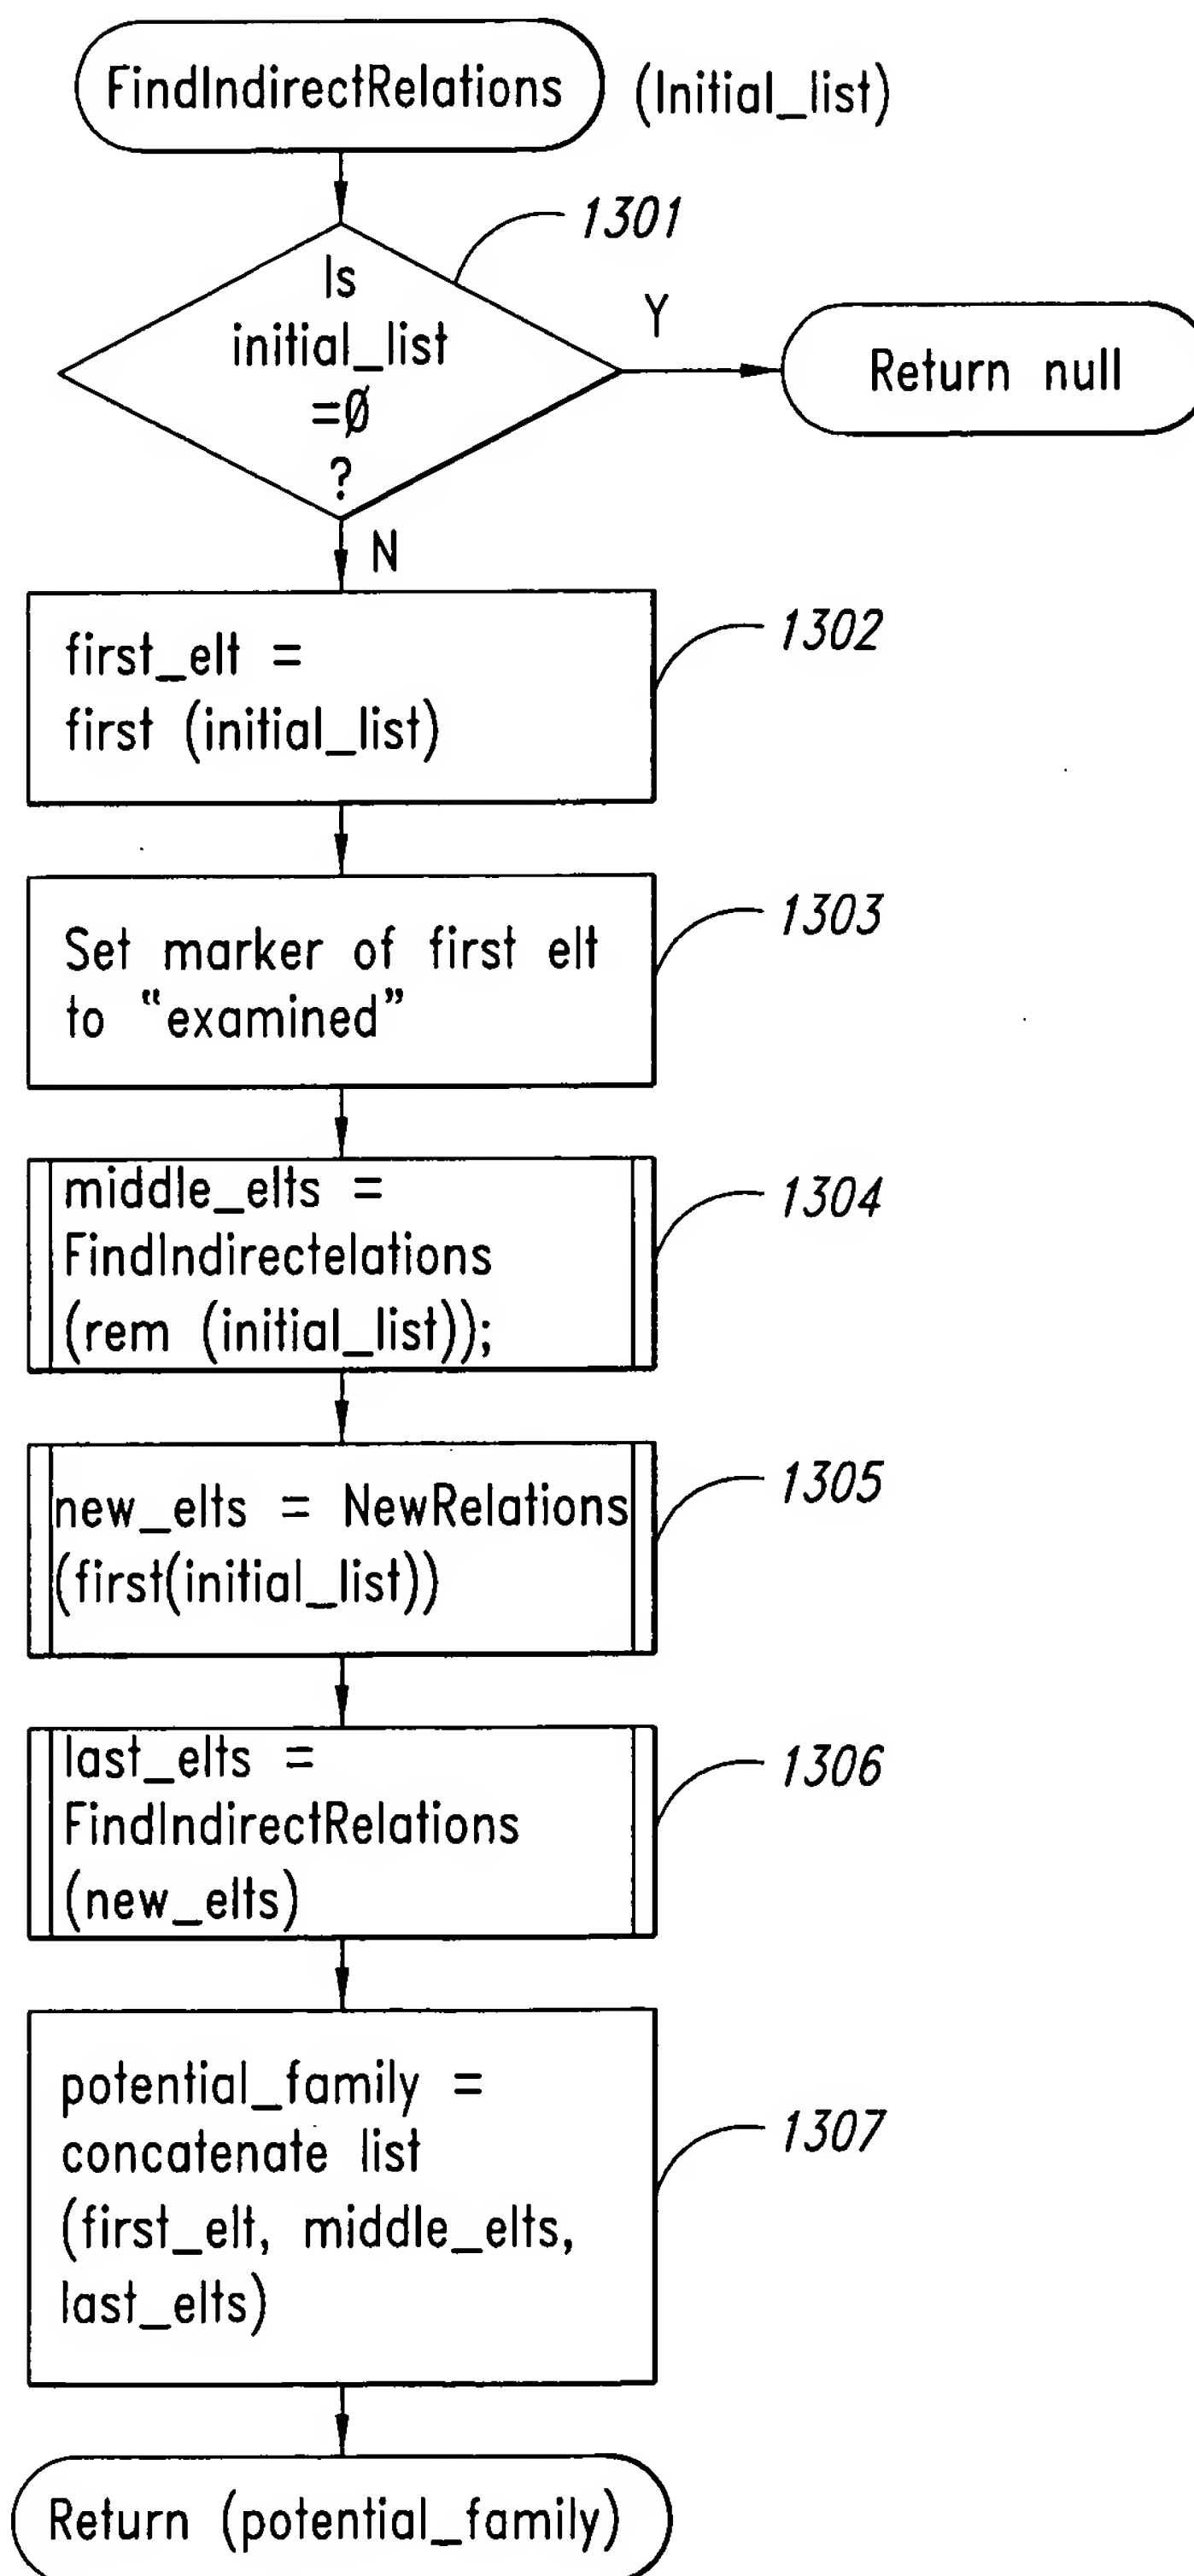 FindIndirectRelations (Initial_list)
1301
Is
initial_list
=Ø
?
Y
Return null
N
first_elt =
first (initial_list)
1302
Set marker of first elt
to “examined”
1303
middle_elts =
FindIndirectelations
(rem (initial_list));
1304
new_elts = NewRelations
(first(initial_list))
1305
last_elts =
FindIndirectRelations
(new_elts)
1306
potential_family =
concatenate list
(first_elt, middle_elts,
last_elts)
1307
Return (potential_family)